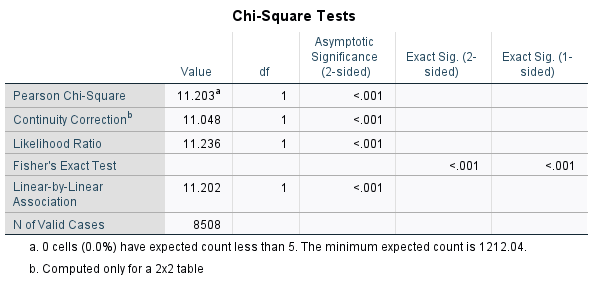 Chi-Square Tests
Value df Asymptotic Significance (2-sided) Exact Sig. (2-sided) Exact Sig. (1-sided)
Pearson Chi-Square 11.203a 1 <.001
Continuity Correctionb 11.048 1 <.001
Likelihood Ratio 11.236 1 <.001
Fisher's Exact Test <.001 <.001
Linear-by-Linear Association 11.202 1 <.001
N of Valid Cases 8508
a. 0 cells (0.0%) have expected count less than 5. The minimum expected count is 1212.04.
b. Computed only for a 2x2 table